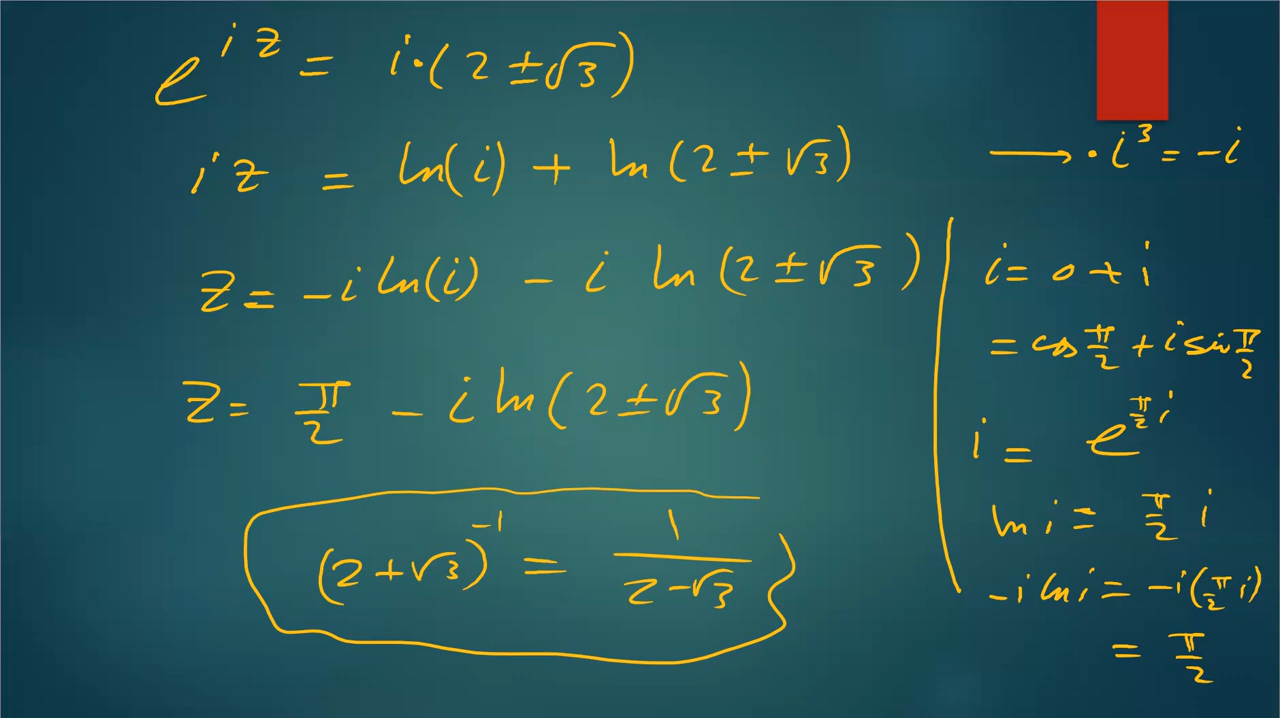 e^{iz} = i·(2 ± √3)
iz = ln(i) + ln(2 ± √3)
z = -i ln(i) - i ln(2 ± √3)
z = π/2 - i ln(2 ± √3)
(2 + √3)^{-1} = 1/(2 - √3)
⟶ · i^3 = -i
i = 0 + i
= cos π/2 + i sin π/2
i = e^{π/2 i}
ln i = π/2 i
-i ln i = -i(π/2 i)
= π/2